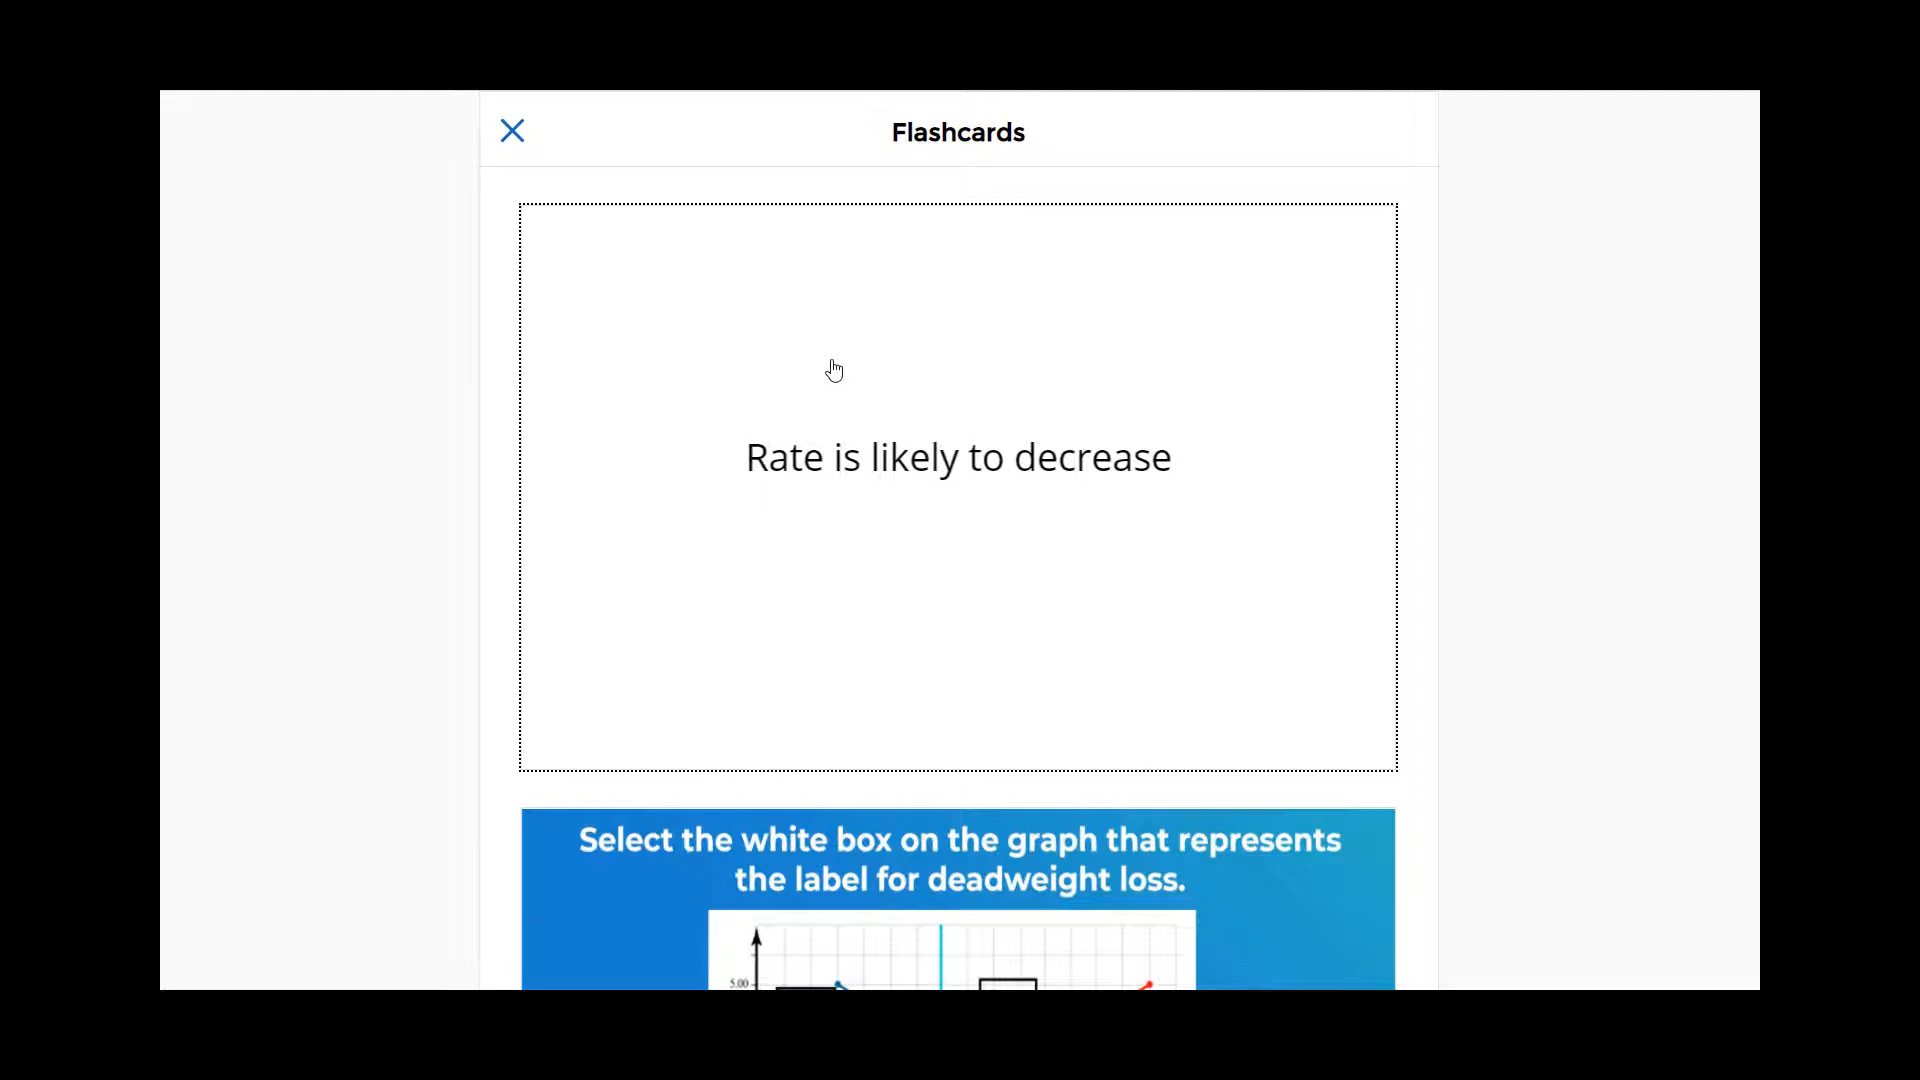 Flashcards
Rate is likely to decrease
Select the white box on the graph that represents
the label for deadweight loss.
5.00